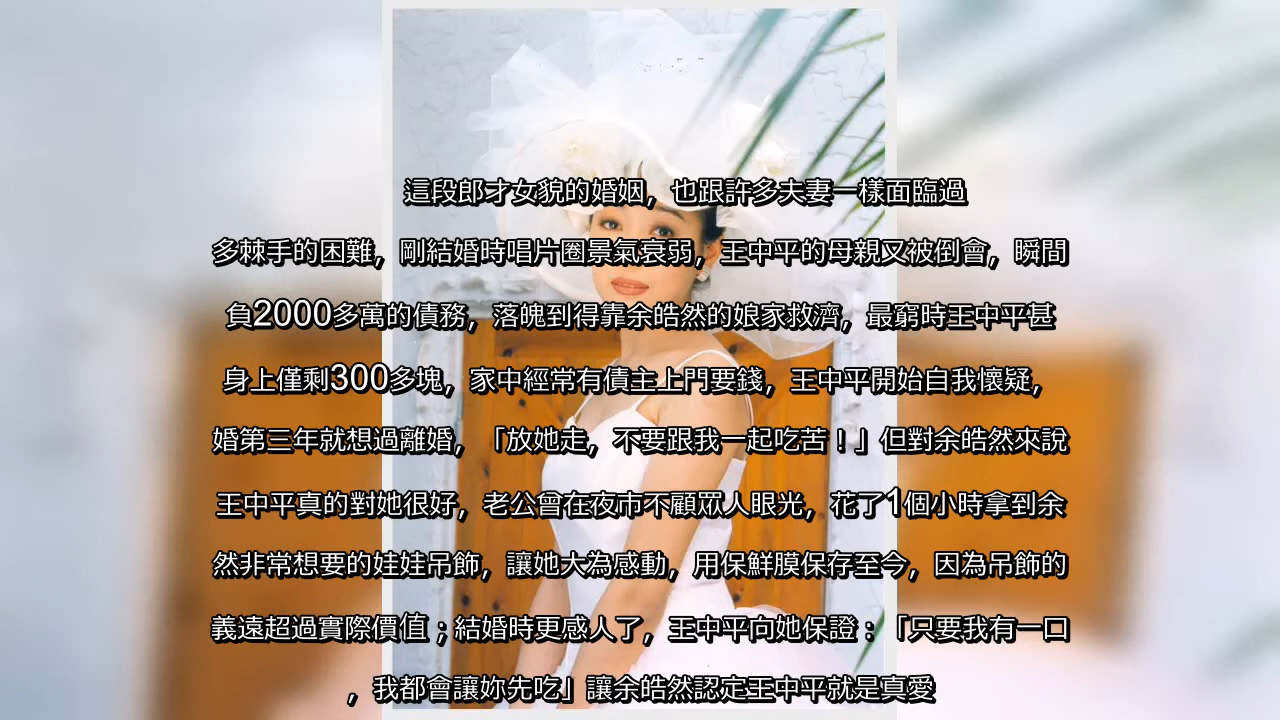 這段郎才女貌的婚姻，也跟許多夫妻一樣面臨過
多棘手的困難，剛結婚時唱片圈景氣衰弱，王中平的母親又被倒會，瞬間
負2000多萬的債務，落魄到得靠余皓然的娘家救濟，最窮時王中平甚
身上僅剩300多塊，家中經常有債主上門要錢，王中平開始自我懷疑，
婚第三年就想過離婚，「放她走，不要跟我一起吃苦！」但對余皓然來說
王中平真的對她很好，老公曾在夜市不顧眾人眼光，花了1個小時拿到余
然非常想要的娃娃吊飾，讓她大為感動，用保鮮膜保存至今，因為吊飾的
義遠超過實際價值；結婚時更感人了，王中平向她保證：「只要我有一口
，我都會讓妳先吃」讓余皓然認定王中平就是真愛